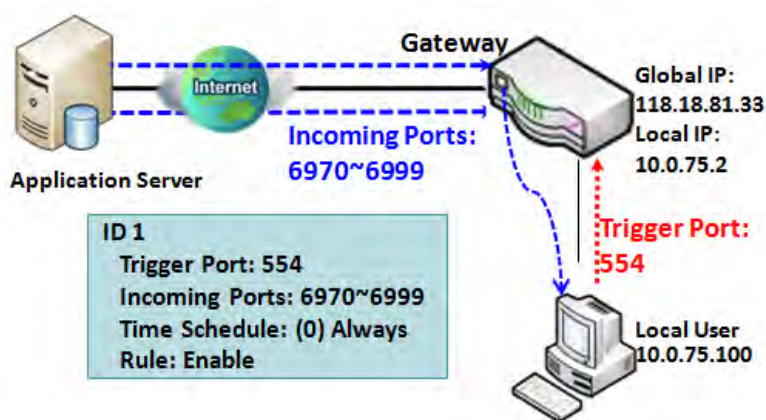 Gateway
Internet
Global IP:
118.18.81.33
Local IP:
10.0.75.2
Incoming Ports:
6970~6999
Application Server
ID 1
Trigger Port: 554
Incoming Ports: 6970~6999
Time Schedule: (0) Always
Rule: Enable
Trigger Port:
554
Local User
10.0.75.100